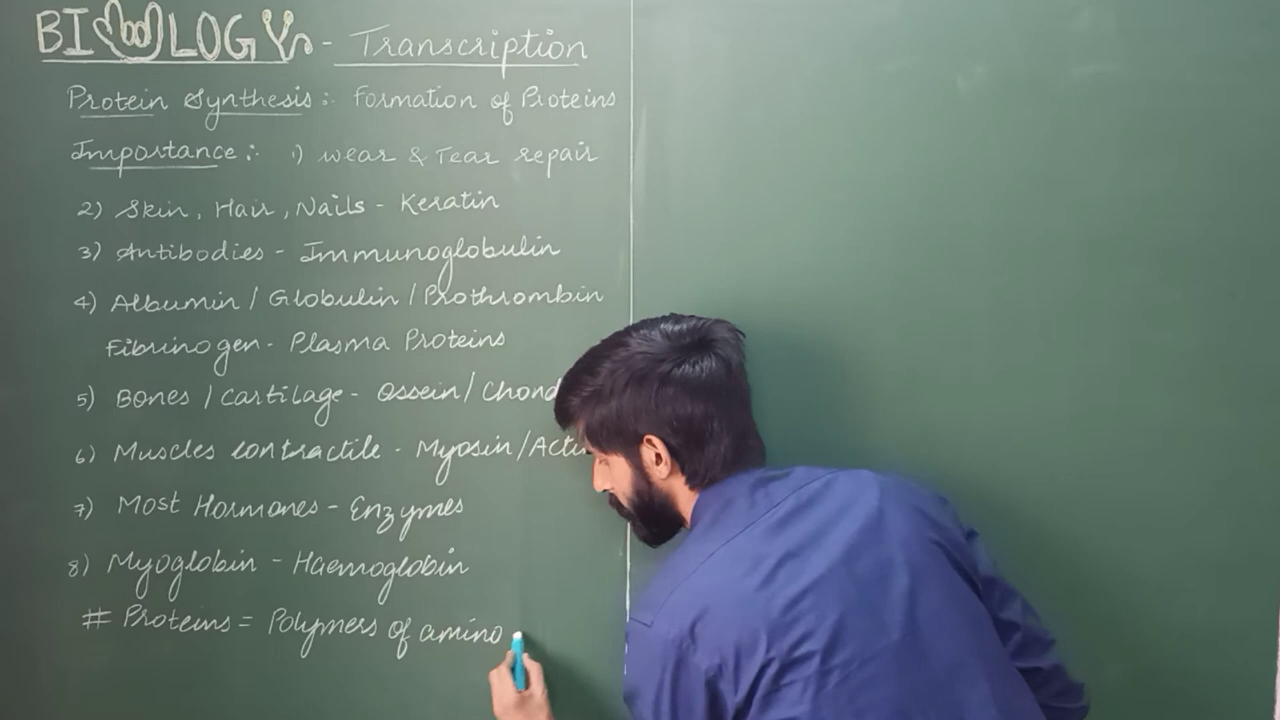 BIOLOGY - Transcription
Protein Synthesis :- Formation of Proteins
Importance :- 1) wear & Tear repair
2) Skin, Hair, Nails - Keratin
3) Antibodies - Immunoglobulin
4) Albumin / Globulin / Prothrombin
Fibrinogen - Plasma Proteins
5) Bones / Cartilage - Ossein / Chond
6) Muscles contractile - Myosin / Acti
7) Most Hormones - Enzymes
8) Myoglobin - Haemoglobin
# Proteins = Polymers of amino